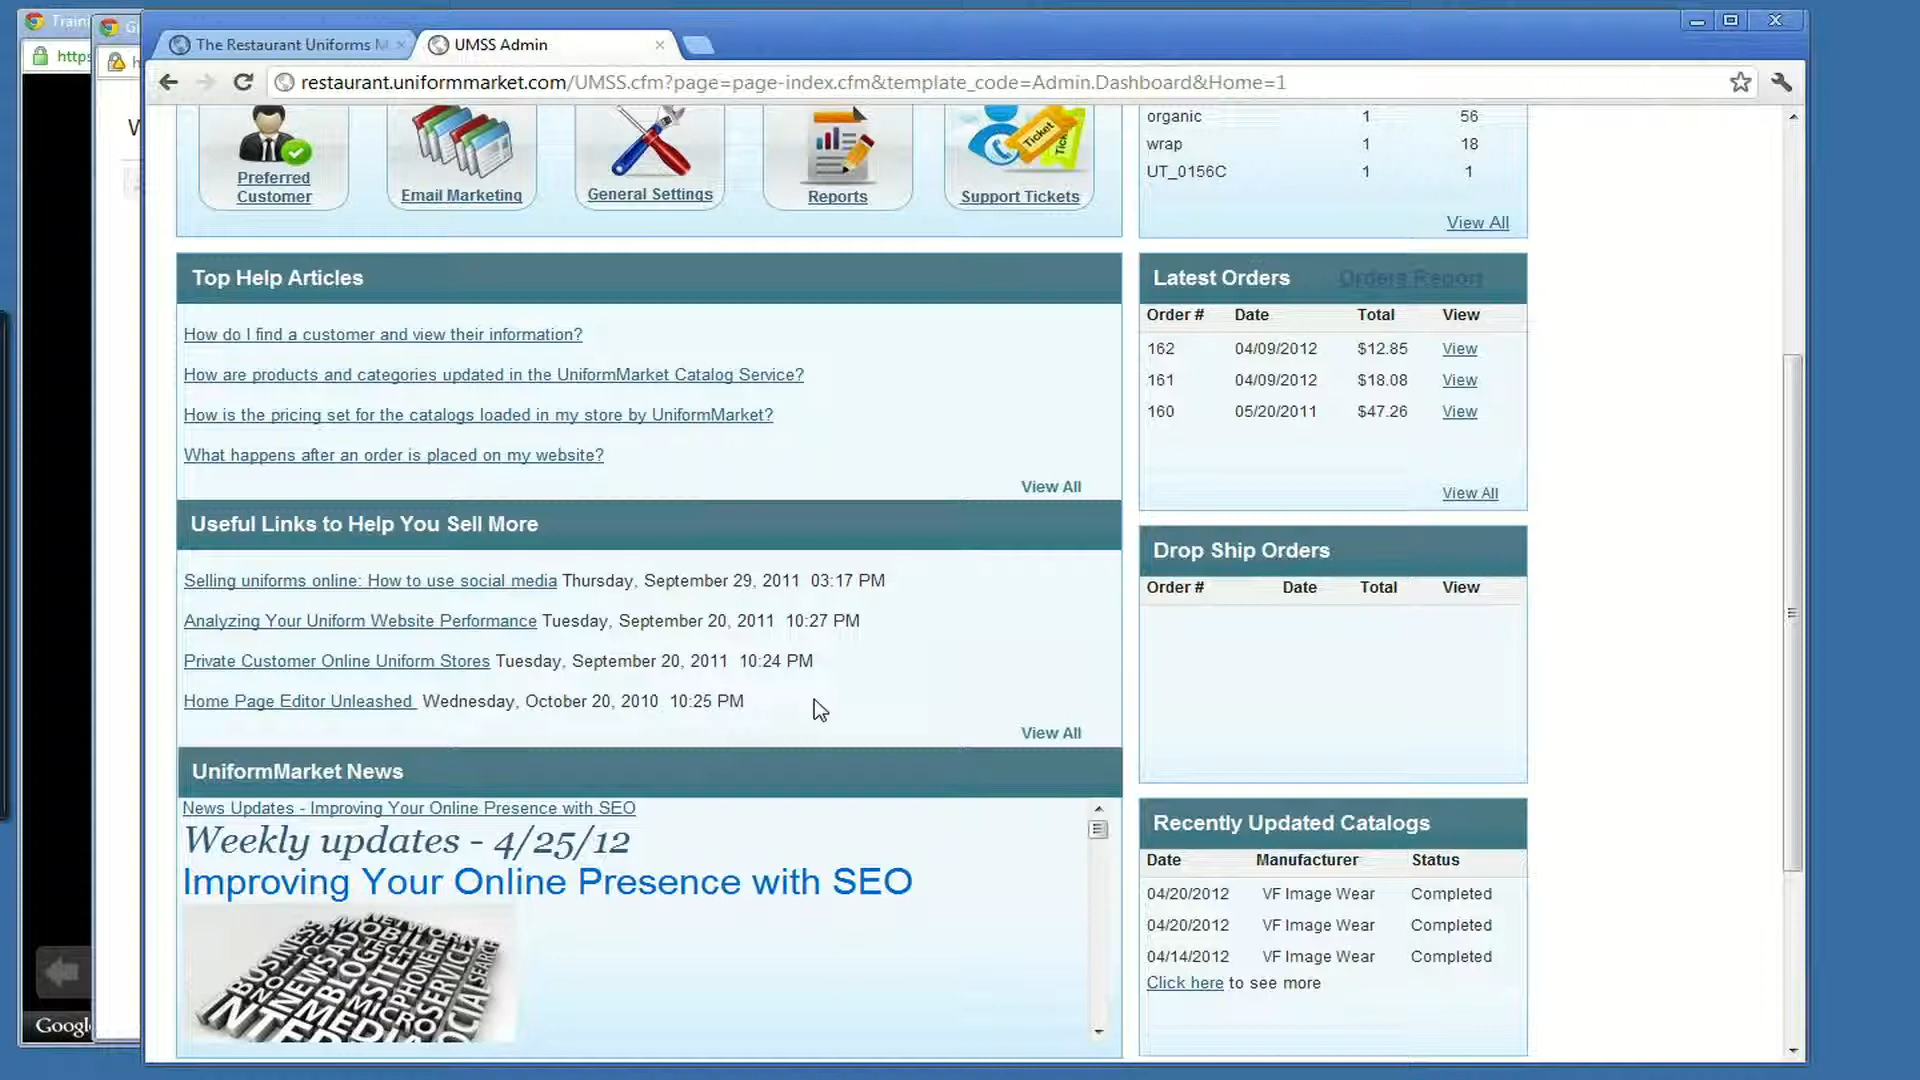 Traini
G
The Restaurant Uniforms M
UMSS Admin
https
restaurant.uniformmarket.com/UMSS.cfm?page=page-index.cfm&template_code=Admin.Dashboard&Home=1
Preferred
Customer
Email Marketing
General Settings
Reports
Ticket
Support Tickets
organic 1 56
wrap 1 18
UT_0156C 1 1
View All
Top Help Articles
How do I find a customer and view their information?
How are products and categories updated in the UniformMarket Catalog Service?
How is the pricing set for the catalogs loaded in my store by UniformMarket?
What happens after an order is placed on my website?
View All
Useful Links to Help You Sell More
Selling uniforms online: How to use social media Thursday, September 29, 2011 03:17 PM
Analyzing Your Uniform Website Performance Tuesday, September 20, 2011 10:27 PM
Private Customer Online Uniform Stores Tuesday, September 20, 2011 10:24 PM
Home Page Editor Unleashed Wednesday, October 20, 2010 10:25 PM
View All
UniformMarket News
News Updates - Improving Your Online Presence with SEO
Weekly updates - 4/25/12
Improving Your Online Presence with SEO
Latest Orders Orders Report
Order # Date Total View
162 04/09/2012 $12.85 View
161 04/09/2012 $18.08 View
160 05/20/2011 $47.26 View
View All
Drop Ship Orders
Order # Date Total View
Recently Updated Catalogs
Date Manufacturer Status
04/20/2012 VF Image Wear Completed
04/20/2012 VF Image Wear Completed
04/14/2012 VF Image Wear Completed
Click here to see more
Googl